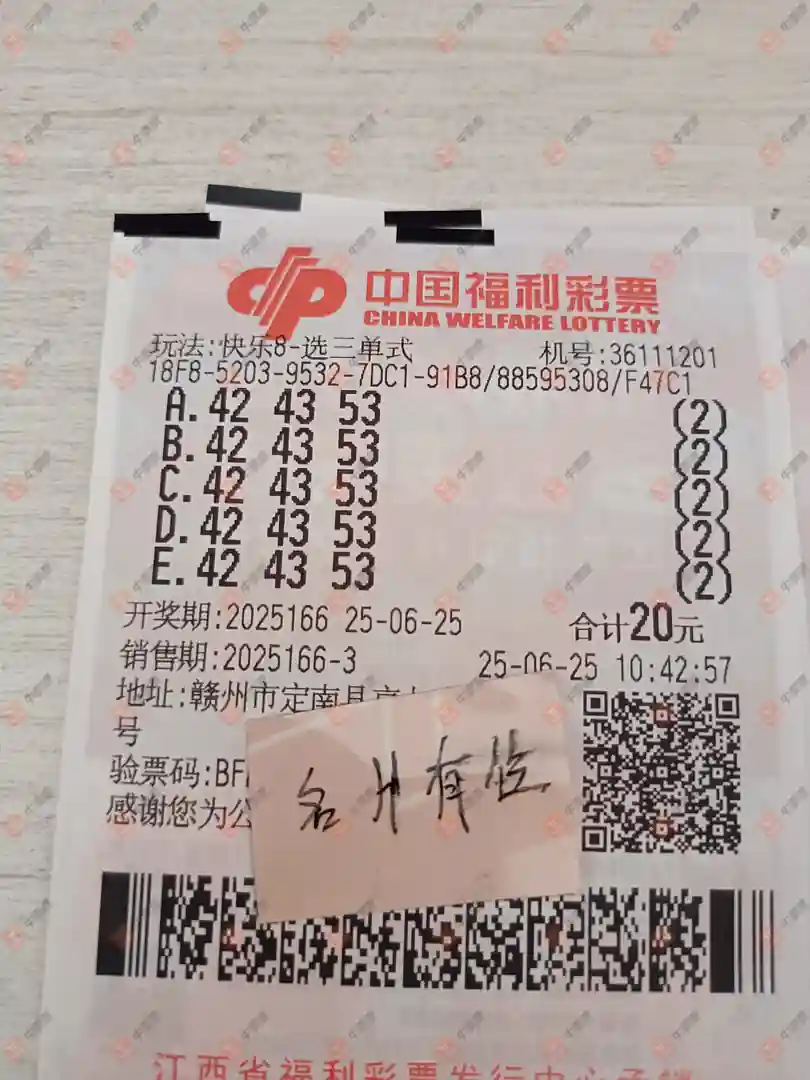 中国福利彩票
CHINA WELFARE LOTTERY
玩法:快乐8-选三单式 机号:36111201
18F8-5203-9532-7DC1-91B8/88595308/F47C1
A.42 43 53 (2)
B.42 43 53 (2)
C.42 43 53 (2)
D.42 43 53 (2)
E.42 43 53 (2)
开奖期:2025166 25-06-25 合计20元
销售期:2025166-3 25-06-25 10:42:57
地址:赣州市定南县
号
验票码:BF
感谢您为公
江西省福利彩票发行中心承销